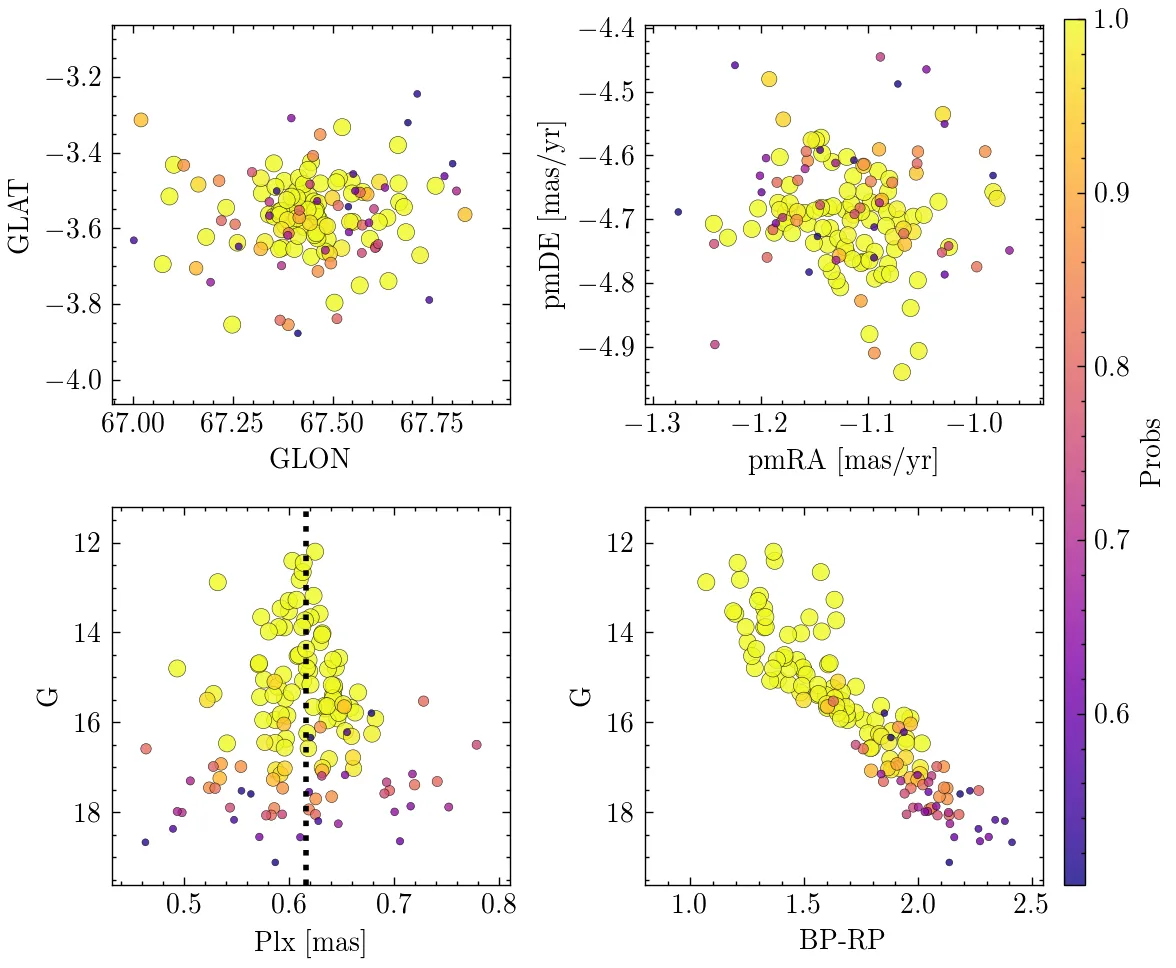 −3.2
−3.4
−3.6
−3.8
−4.0
GLAT
67.00 67.25 67.50 67.75
GLON
−4.4
−4.5
−4.6
−4.7
−4.8
−4.9
pmDE [mas/yr]
−1.3 −1.2 −1.1 −1.0
pmRA [mas/yr]
12
14
16
18
G
0.5 0.6 0.7 0.8
Plx [mas]
12
14
16
18
G
1.0 1.5 2.0 2.5
BP-RP
1.0
0.9
0.8
0.7
0.6
Probs